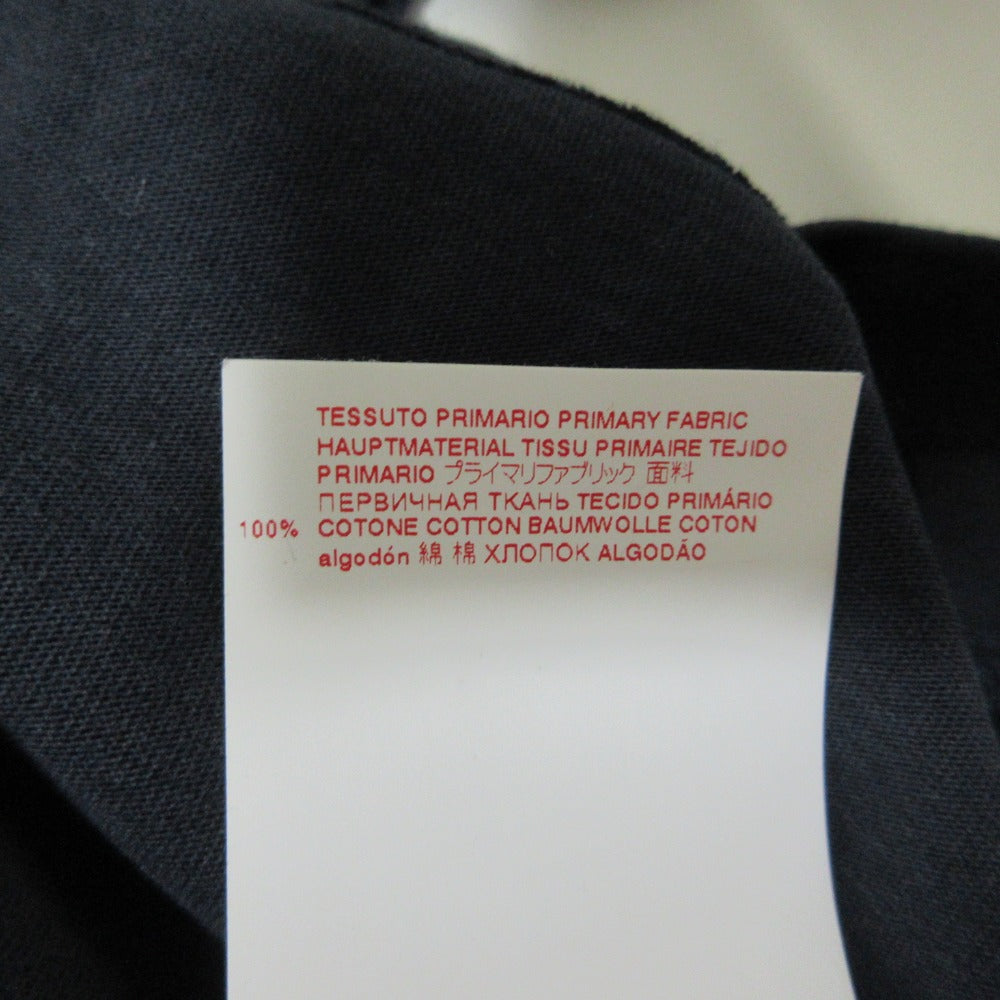 TESSUTO PRIMARIO PRIMARY FABRIC
HAUPTMATERIAL TISSU PRIMAIRE TEJIDO
PRIMARIO プライマリファブリック 面料
ПЕРВИЧНАЯ ТКАНЬ TECIDO PRIMÁRIO
100% COTONE COTTON BAUMWOLLE COTON
algodón 綿 棉 ХЛОПОК ALGODÃO